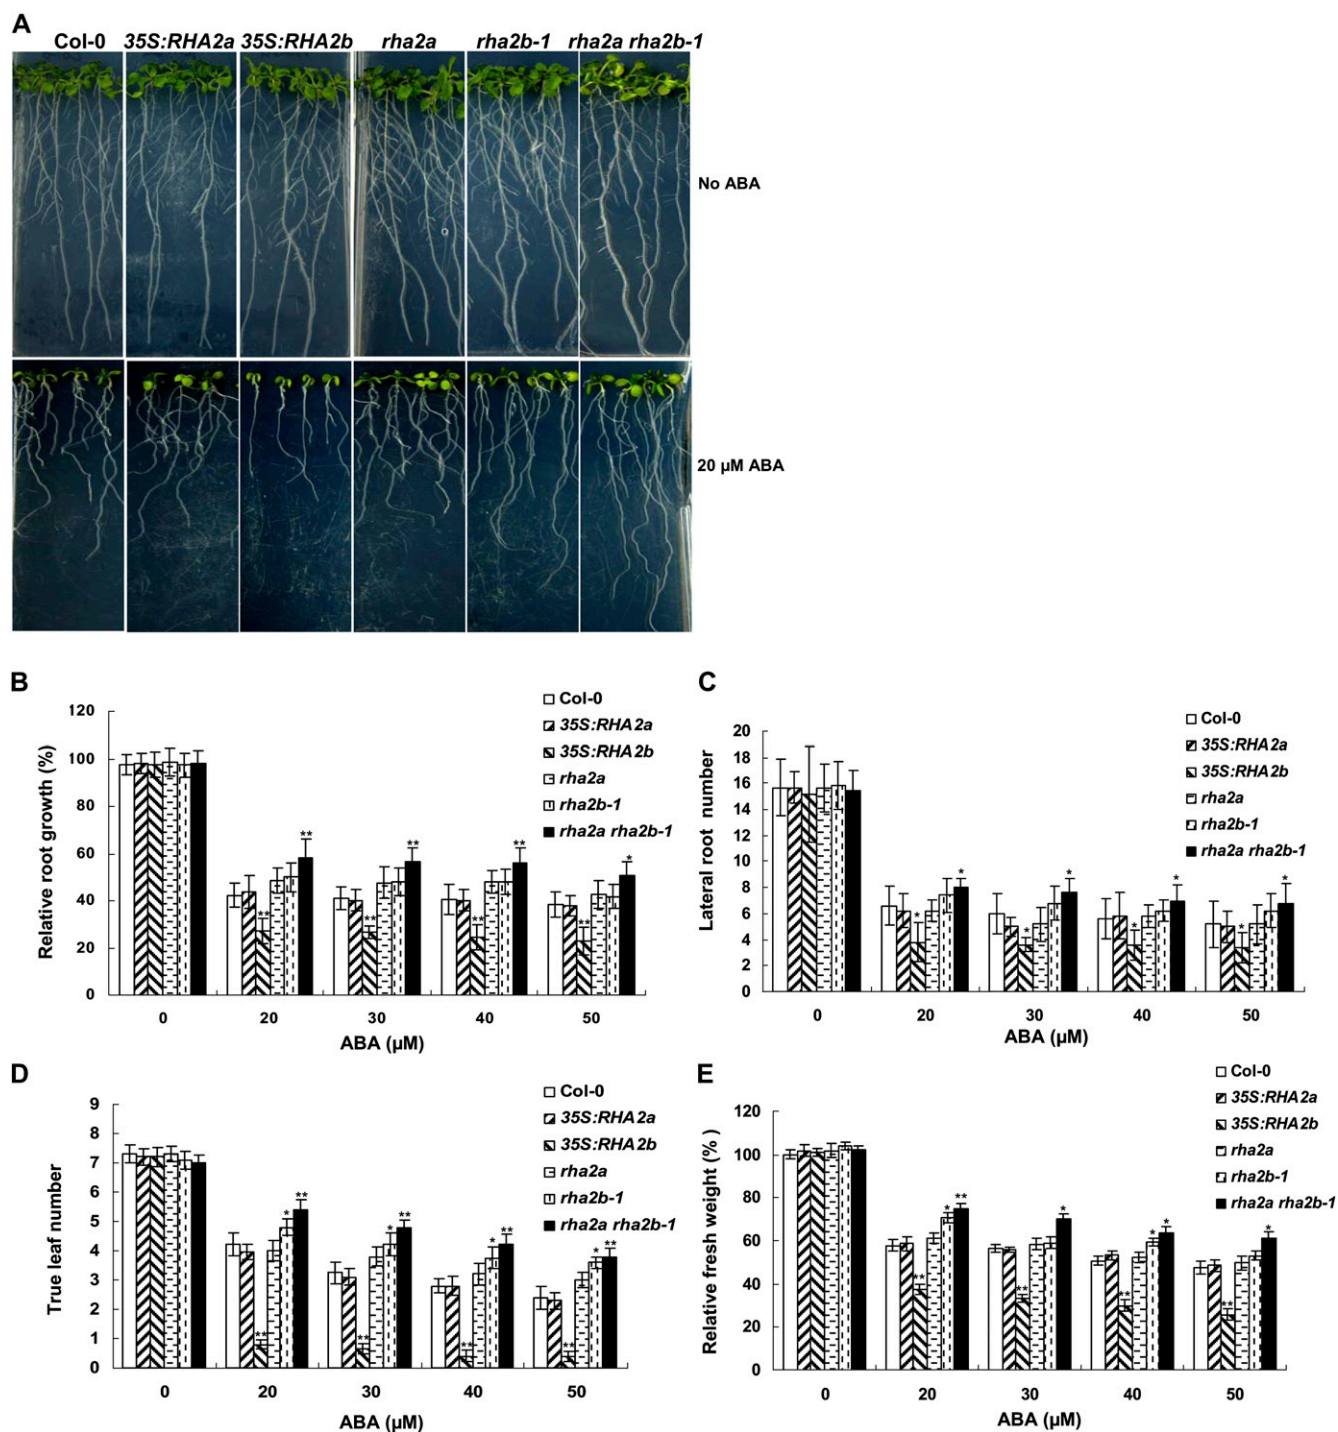 A
Col-0 35S:RHA2a 35S:RHA2b rha2a rha2b-1 rha2a rha2b-1
No ABA
20 µM ABA
B
Relative root growth (%)
120
100
80
60
40
20
0
Col-0
35S:RHA2a
35S:RHA2b
rha2a
rha2b-1
rha2a rha2b-1
** ** ** *
** ** ** **
0 20 30 40 50
ABA (µM)
C
Lateral root number
20
18
16
14
12
10
8
6
4
2
0
Col-0
35S:RHA2a
35S:RHA2b
rha2a
rha2b-1
rha2a rha2b-1
* * * *
* * * *
0 20 30 40 50
ABA (µM)
D
True leaf number
9
8
7
6
5
4
3
2
1
0
Col-0
35S:RHA2a
35S:RHA2b
rha2a
rha2b-1
rha2a rha2b-1
* ** * ** * ** * **
** ** ** **
0 20 30 40 50
ABA (µM)
E
Relative fresh weight (% )
120
100
80
60
40
20
0
Col-0
35S:RHA2a
35S:RHA2b
rha2a
rha2b-1
rha2a rha2b-1
* ** * * * *
** ** ** **
0 20 30 40 50
ABA (µM)